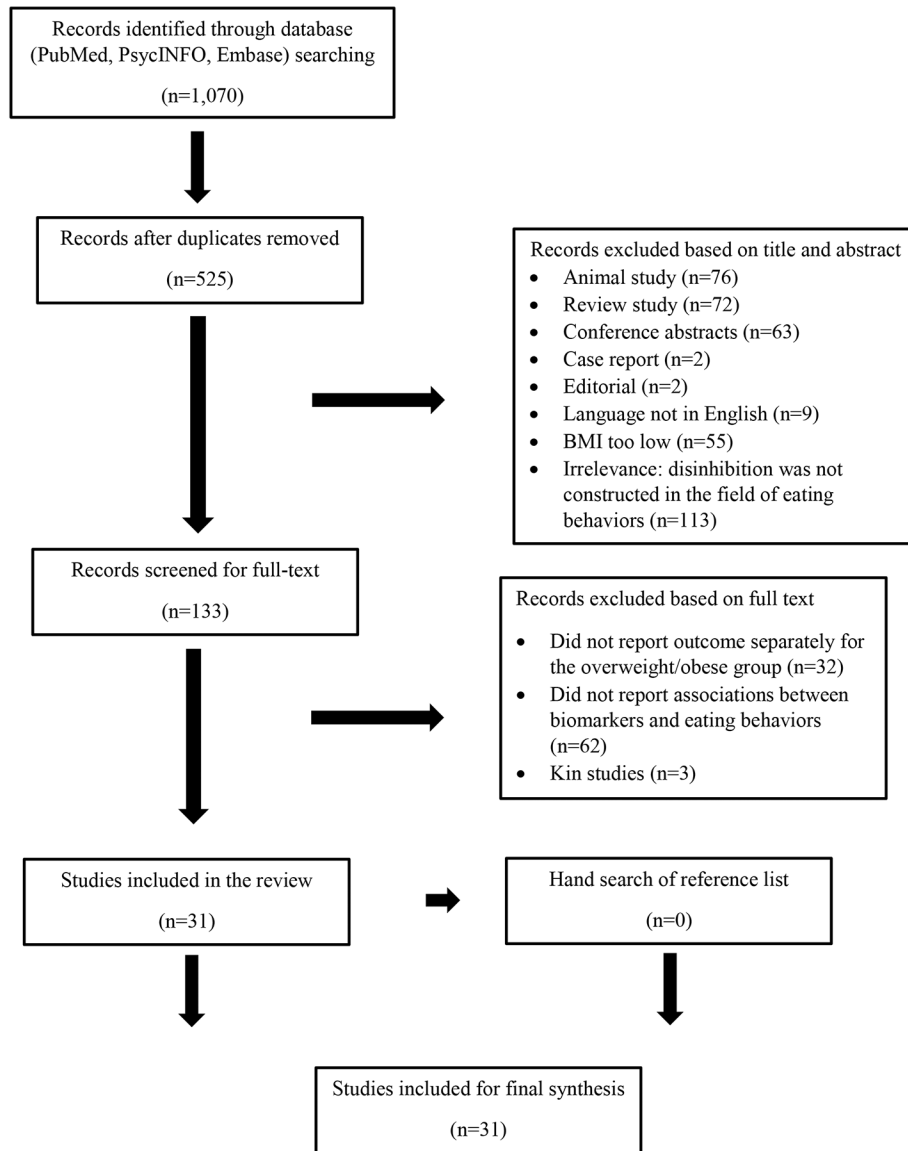 Records identified through database
(PubMed, PsycINFO, Embase) searching
(n=1,070)
Records after duplicates removed
(n=525)
Records excluded based on title and abstract
• Animal study (n=76)
• Review study (n=72)
• Conference abstracts (n=63)
• Case report (n=2)
• Editorial (n=2)
• Language not in English (n=9)
• BMI too low (n=55)
• Irrelevance: disinhibition was not
constructed in the field of eating
behaviors (n=113)
Records screened for full-text
(n=133)
Records excluded based on full text
• Did not report outcome separately for
the overweight/obese group (n=32)
• Did not report associations between
biomarkers and eating behaviors
(n=62)
• Kin studies (n=3)
Studies included in the review
(n=31)
Hand search of reference list
(n=0)
Studies included for final synthesis
(n=31)